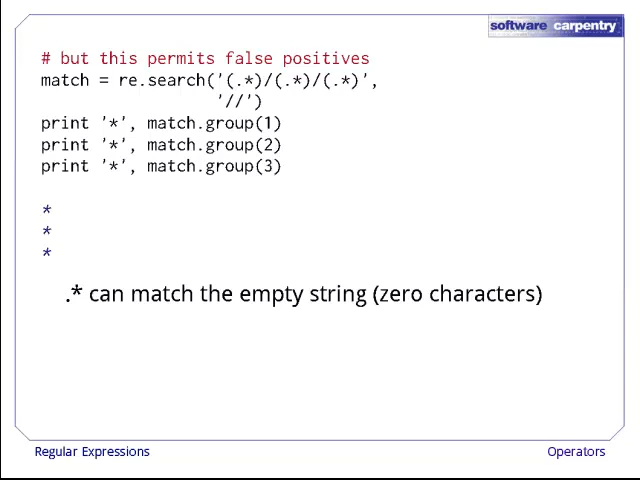 software carpentry
# but this permits false positives
match = re.search('(.*)/(.*)/(.*)',
'//')
print '*', match.group(1)
print '*', match.group(2)
print '*', match.group(3)
*
*
*
.* can match the empty string (zero characters)
Regular Expressions
Operators